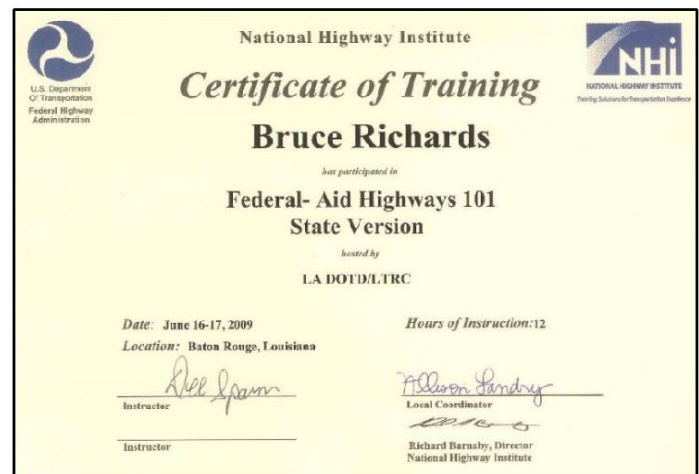 National Highway Institute
U.S. Department
Of Transportation
Federal Highway
Administration
NHi
NATIONAL HIGHWAY INSTITUTE
Training Solutions for Transportation Excellence
Certificate of Training
Bruce Richards
has participated in
Federal- Aid Highways 101
State Version
hosted by
LA DOTD/LTRC
Date: June 16-17, 2009
Hours of Instruction:12
Location: Baton Rouge, Louisiana
Allison Landry
Instructor
Local Coordinator
Instructor
Richard Barnaby, Director
National Highway Institute